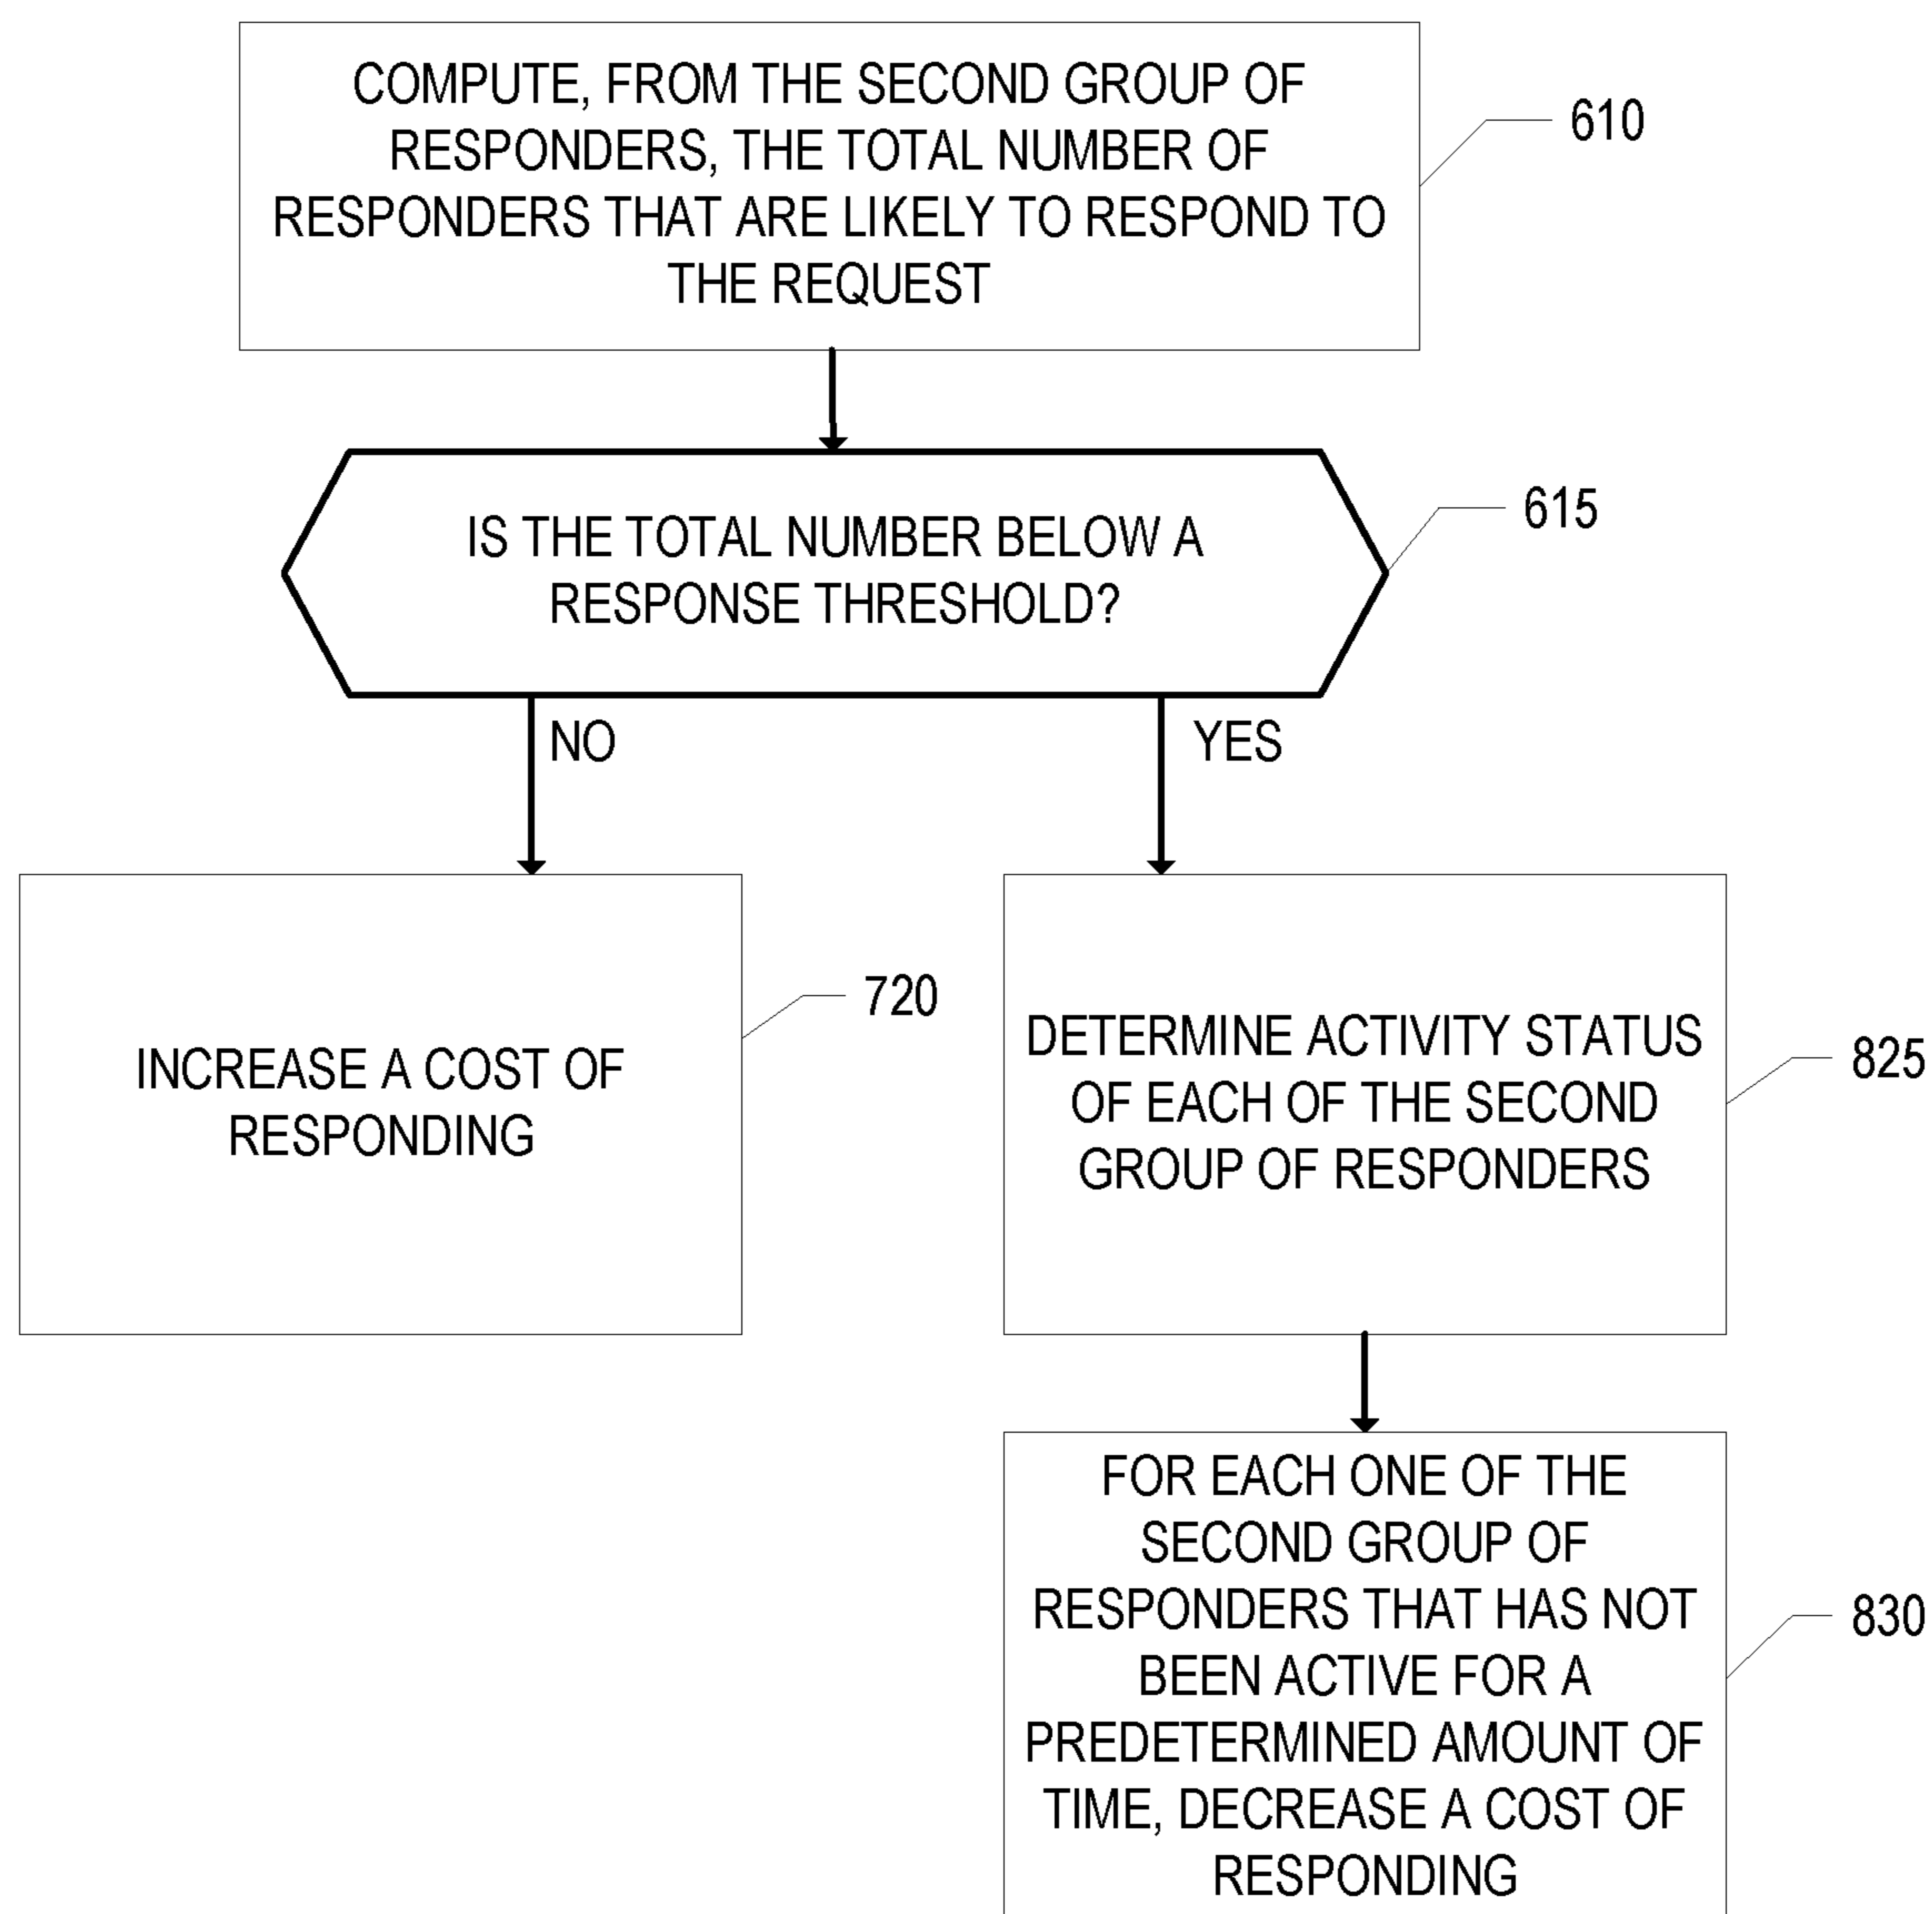 COMPUTE, FROM THE SECOND GROUP OF
RESPONDERS, THE TOTAL NUMBER OF
RESPONDERS THAT ARE LIKELY TO RESPOND TO
THE REQUEST
610
IS THE TOTAL NUMBER BELOW A
RESPONSE THRESHOLD?
615
NO
YES
INCREASE A COST OF
RESPONDING
720
DETERMINE ACTIVITY STATUS
OF EACH OF THE SECOND
GROUP OF RESPONDERS
825
FOR EACH ONE OF THE
SECOND GROUP OF
RESPONDERS THAT HAS NOT
BEEN ACTIVE FOR A
PREDETERMINED AMOUNT OF
TIME, DECREASE A COST OF
RESPONDING
830